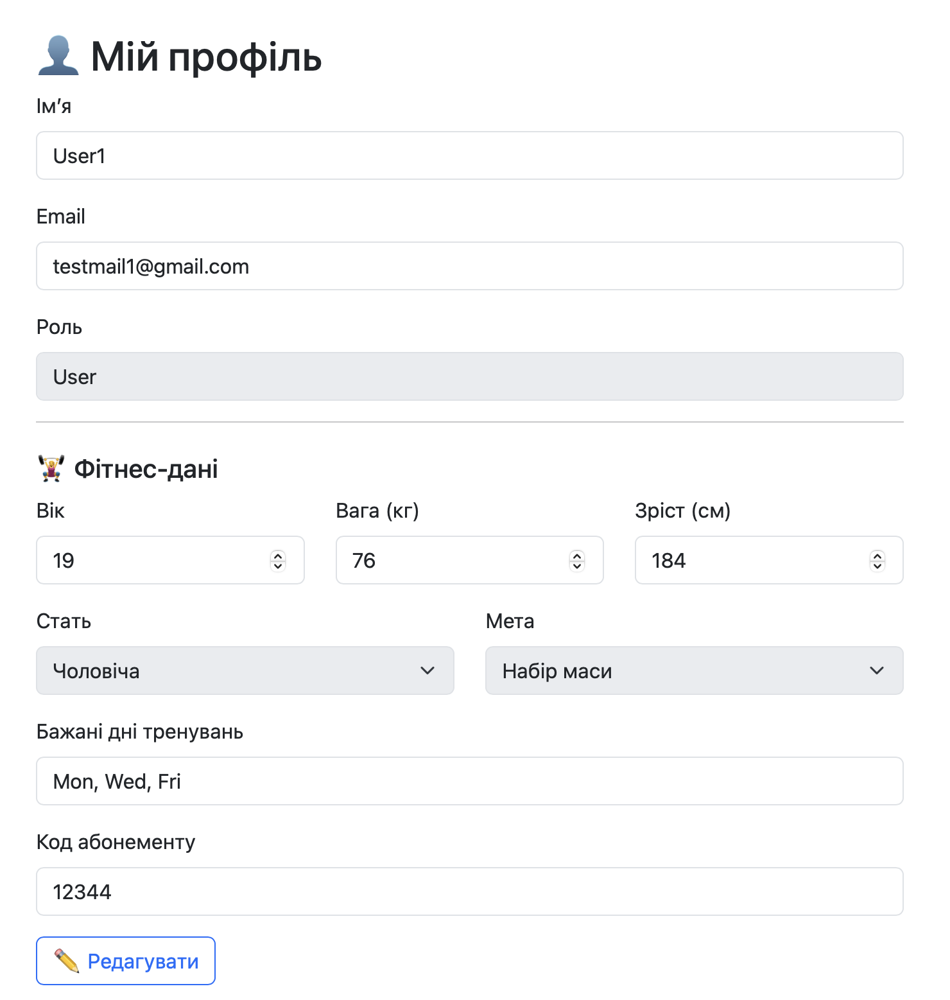 Мій профіль
Ім’я
User1
Email
testmail1@gmail.com
Роль
User
Фітнес-дані
Вік Вага (кг) Зріст (см)
19 76 184
Стать Мета
Чоловіча Набір маси
Бажані дні тренувань
Mon, Wed, Fri
Код абонементу
12344
Редагувати